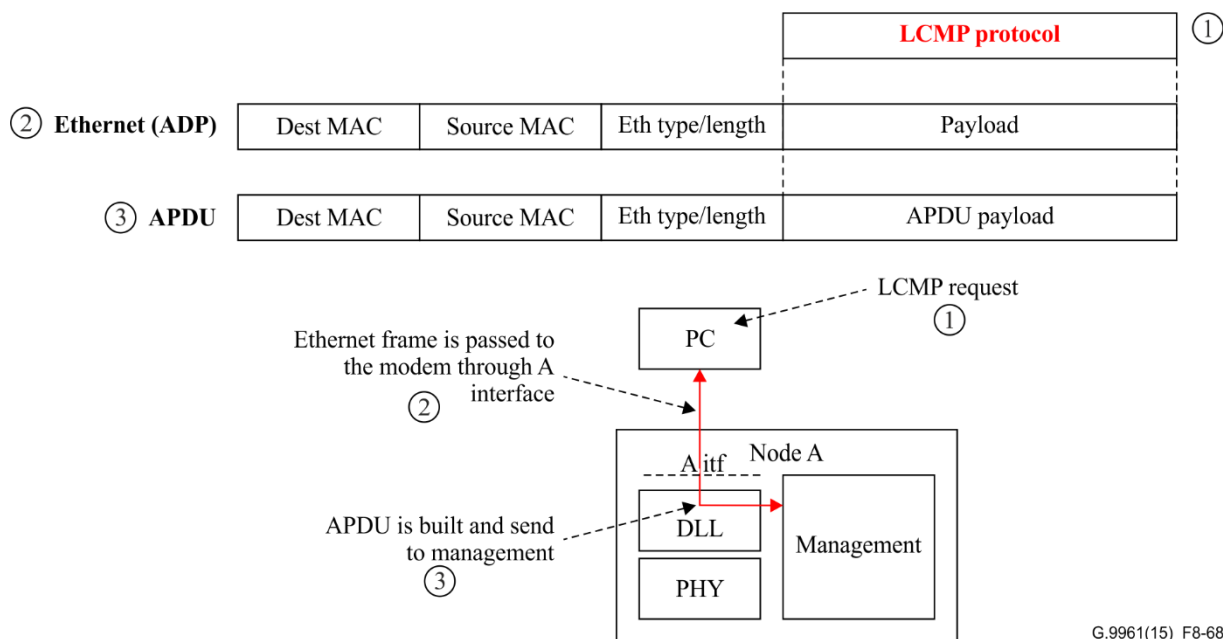 LCMP protocol
①
② Ethernet (ADP)
Dest MAC
Source MAC
Eth type/length
Payload
③ APDU
Dest MAC
Source MAC
Eth type/length
APDU payload
LCMP request
①
PC
Ethernet frame is passed to
the modem through A
interface
②
Node A
A itf
DLL
Management
APDU is built and send
to management
③
PHY
G.9961(15)_F8-68